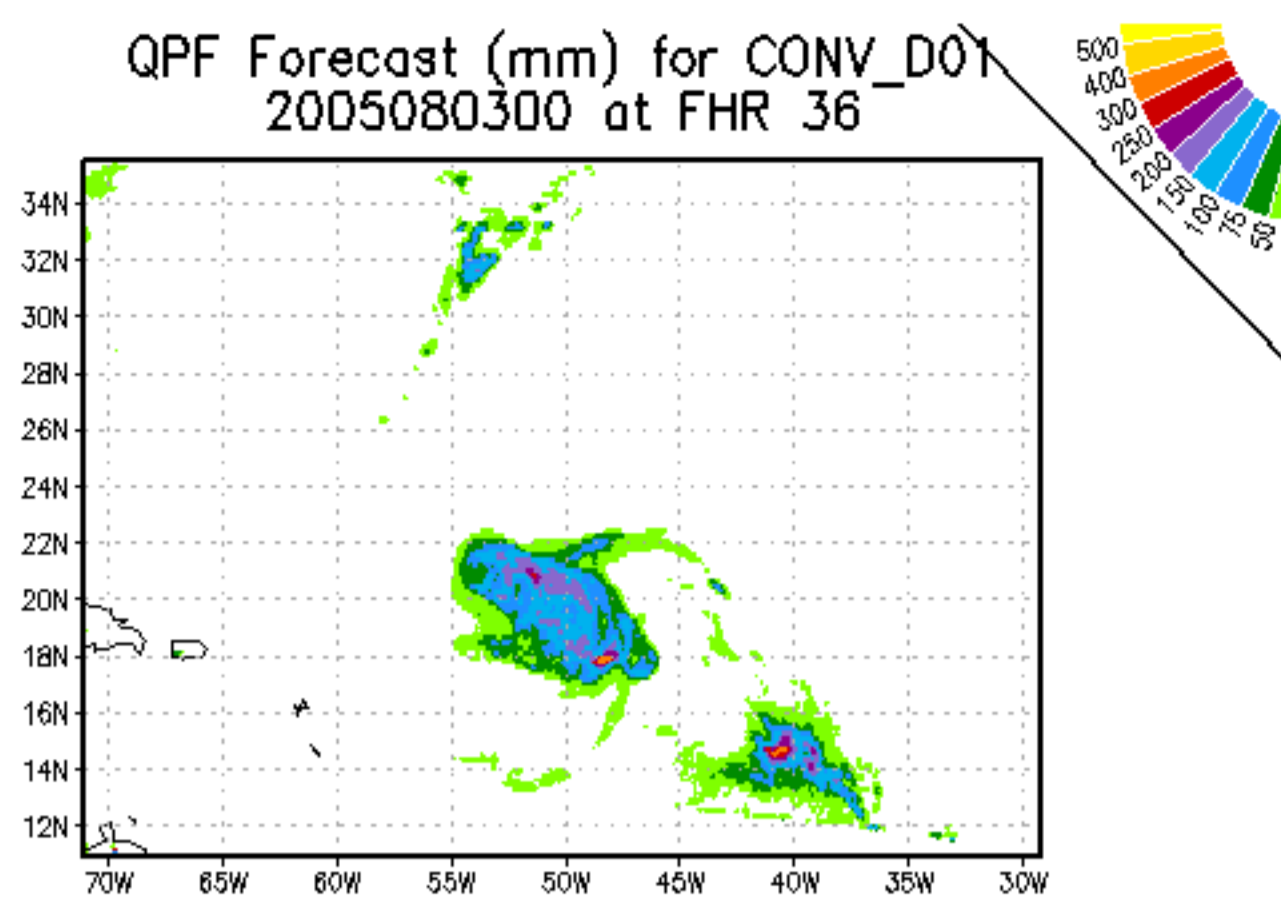 QPF Forecast (mm) for CONV_D01
2005080300 at FHR 36
500
400
300
250
200
150
100
75
50
34N
32N
30N
28N
26N
24N
22N
20N
18N
16N
14N
12N
70W 65W 60W 55W 50W 45W 40W 35W 30W